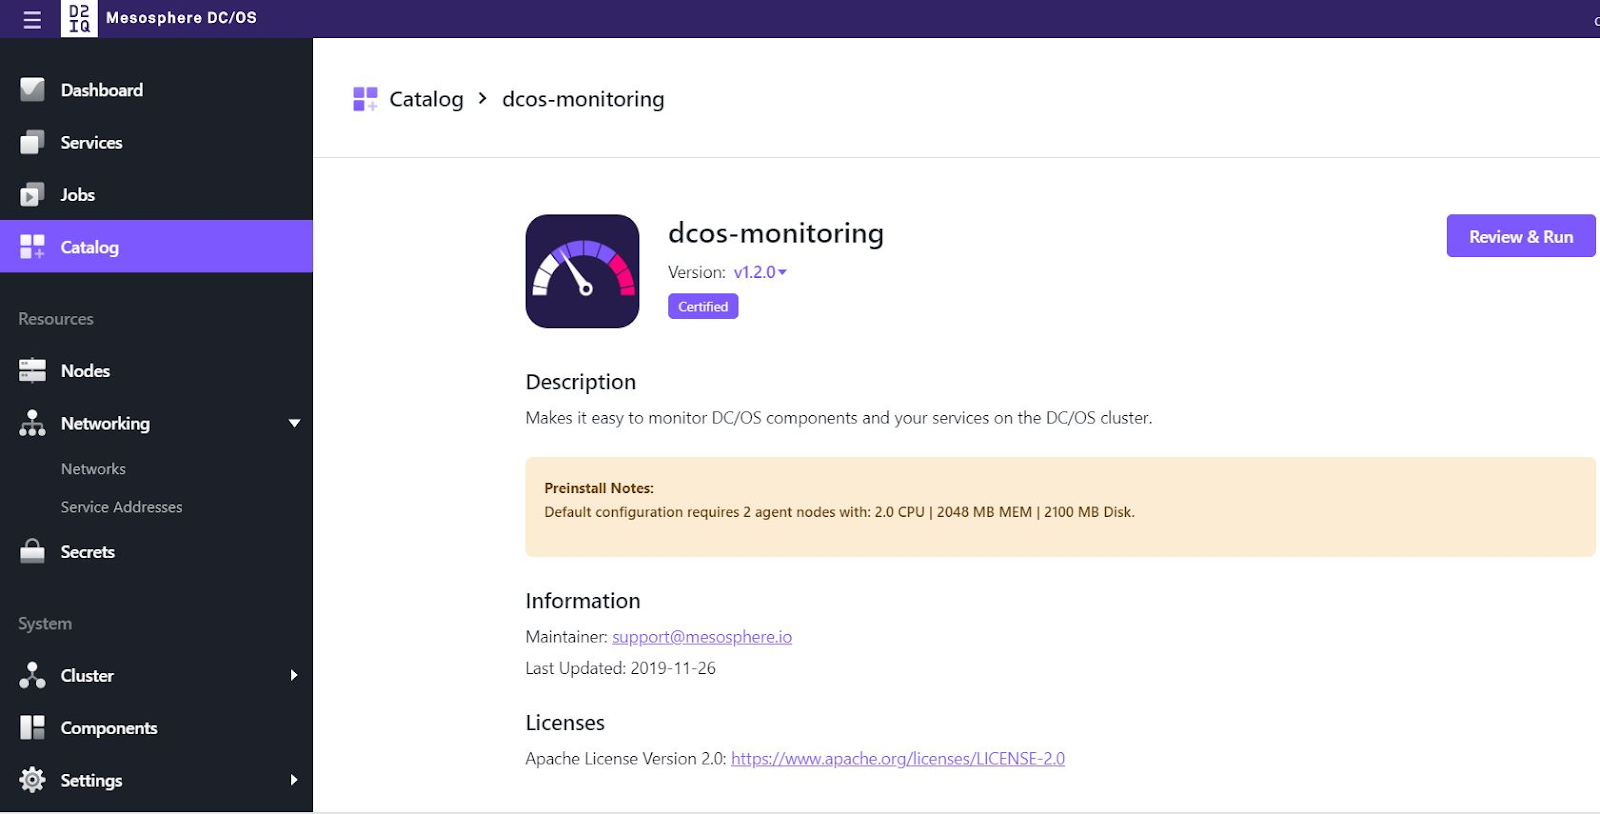 D2
IQ
Mesosphere DC/OS
Dashboard
Services
Jobs
Catalog
Resources
Nodes
Networking
Networks
Service Addresses
Secrets
System
Cluster
Components
Settings
Catalog > dcos-monitoring
dcos-monitoring
Review & Run
Version: v1.2.0
Certified
Description
Makes it easy to monitor DC/OS components and your services on the DC/OS cluster.
Preinstall Notes:
Default configuration requires 2 agent nodes with: 2.0 CPU | 2048 MB MEM | 2100 MB Disk.
Information
Maintainer: support@mesosphere.io
Last Updated: 2019-11-26
Licenses
Apache License Version 2.0: https://www.apache.org/licenses/LICENSE-2.0